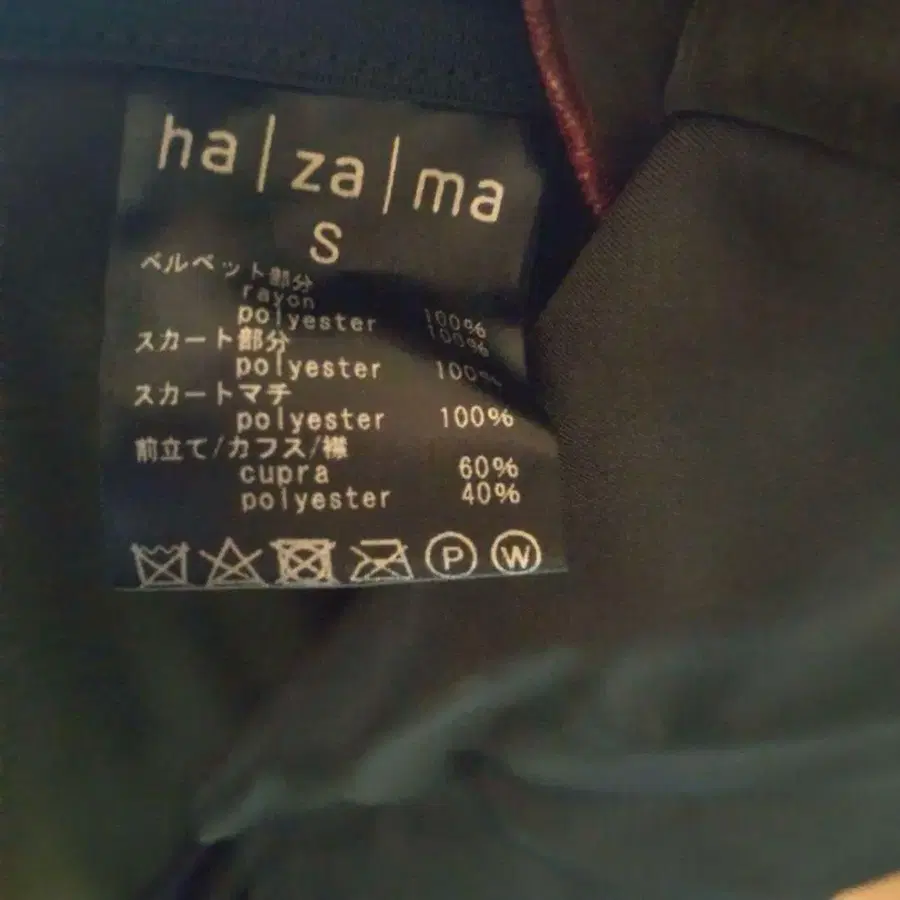 ha|za|ma
S
ベルベット部分
rayon 100%
polyester 100%
スカート部分
polyester 100%
スカートマチ
polyester 100%
前立て/カフス/襟
cupra 60%
polyester 40%
P W